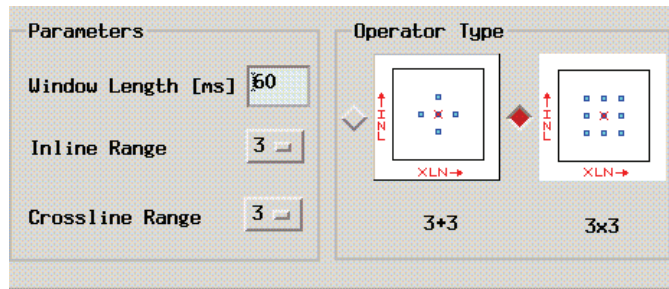 Parameters
Window Length [ms] 60
Inline Range 3
Crossline Range 3
Operator Type
INL
XLN
3+3
INL
XLN
3x3